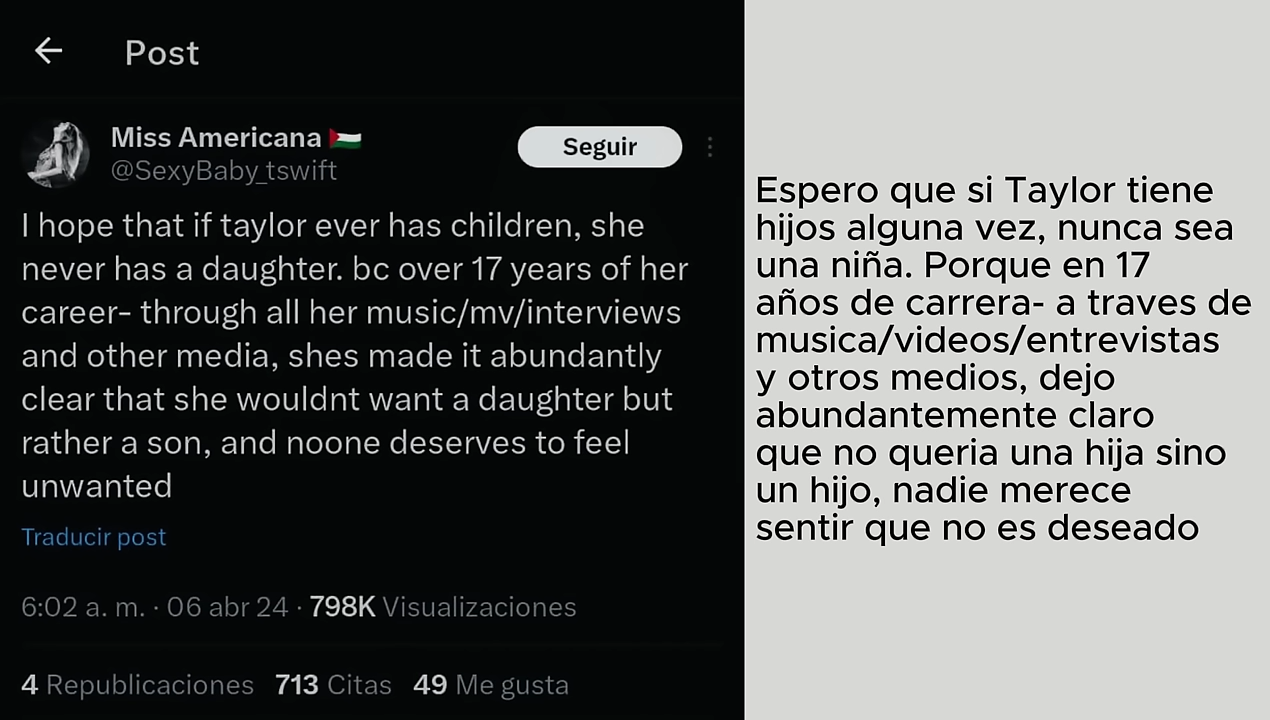 Post
Miss Americana 🇵🇸
@SexyBaby_tswift
Seguir
I hope that if taylor ever has children, she
never has a daughter. bc over 17 years of her
career- through all her music/mv/interviews
and other media, shes made it abundantly
clear that she wouldnt want a daughter but
rather a son, and noone deserves to feel
unwanted
Traducir post
6:02 a. m. · 06 abr 24 · 798K Visualizaciones
4 Republicaciones 713 Citas 49 Me gusta
Espero que si Taylor tiene
hijos alguna vez, nunca sea
una niña. Porque en 17
años de carrera- a traves de
musica/videos/entrevistas
y otros medios, dejo
abundantemente claro
que no queria una hija sino
un hijo, nadie merece
sentir que no es deseado